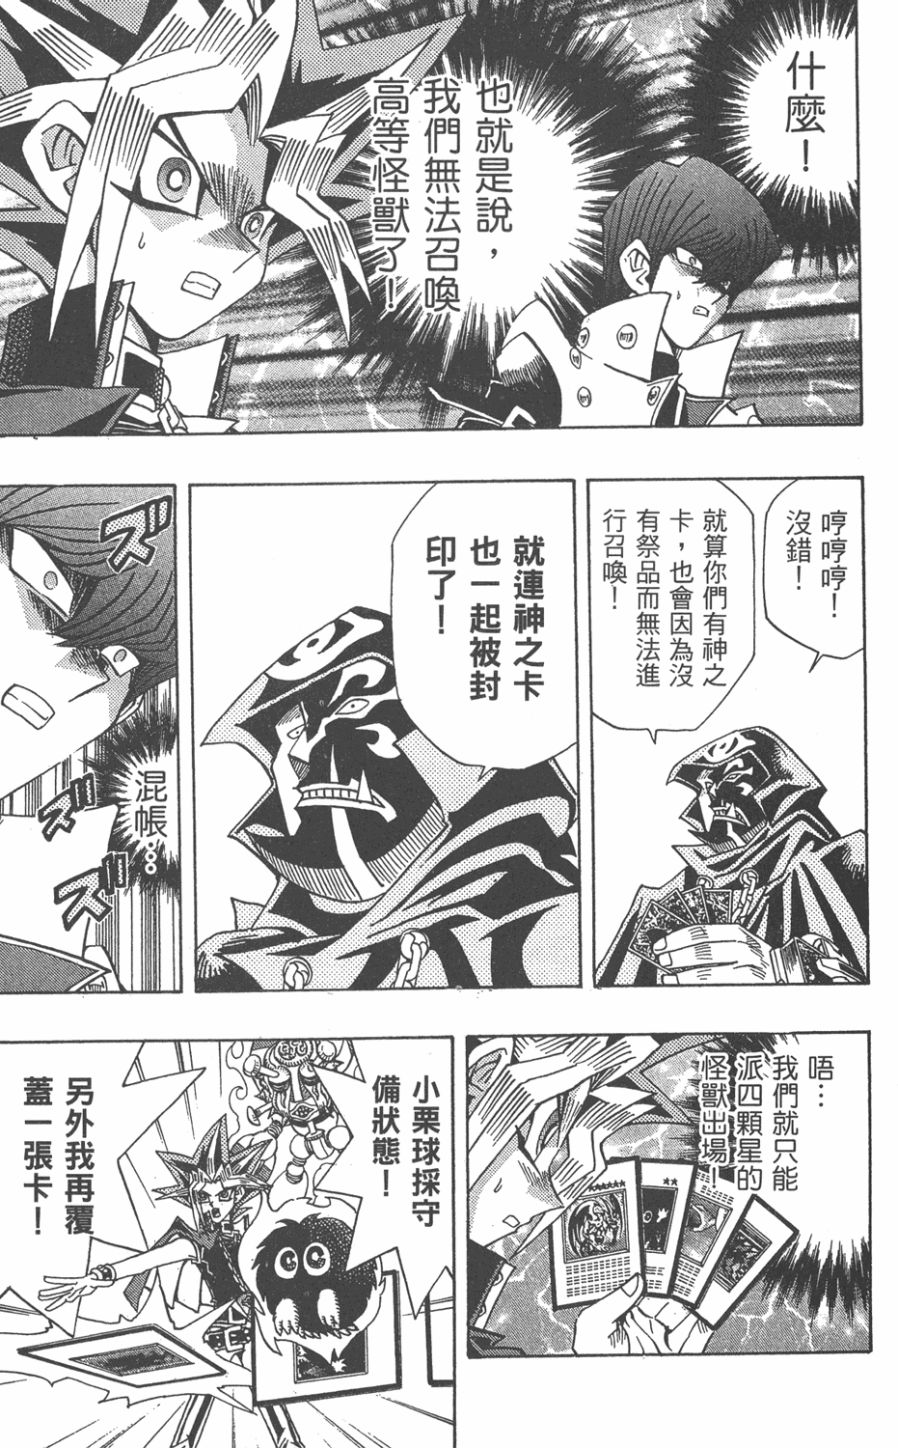 什麼！
也就是說，
我們無法召喚
高等怪獸了！
哼哼哼！
沒錯！
就算你們有神之
卡，也會因為沒
有祭品而無法進
行召喚！
就連神之卡
也一起被封
印了！
ズ
混帳…
ズ
ズ
唔…
我們就只能
派四顆星的
怪獸出場！
小栗球採守
備狀態！
另外我再覆
蓋一張卡！